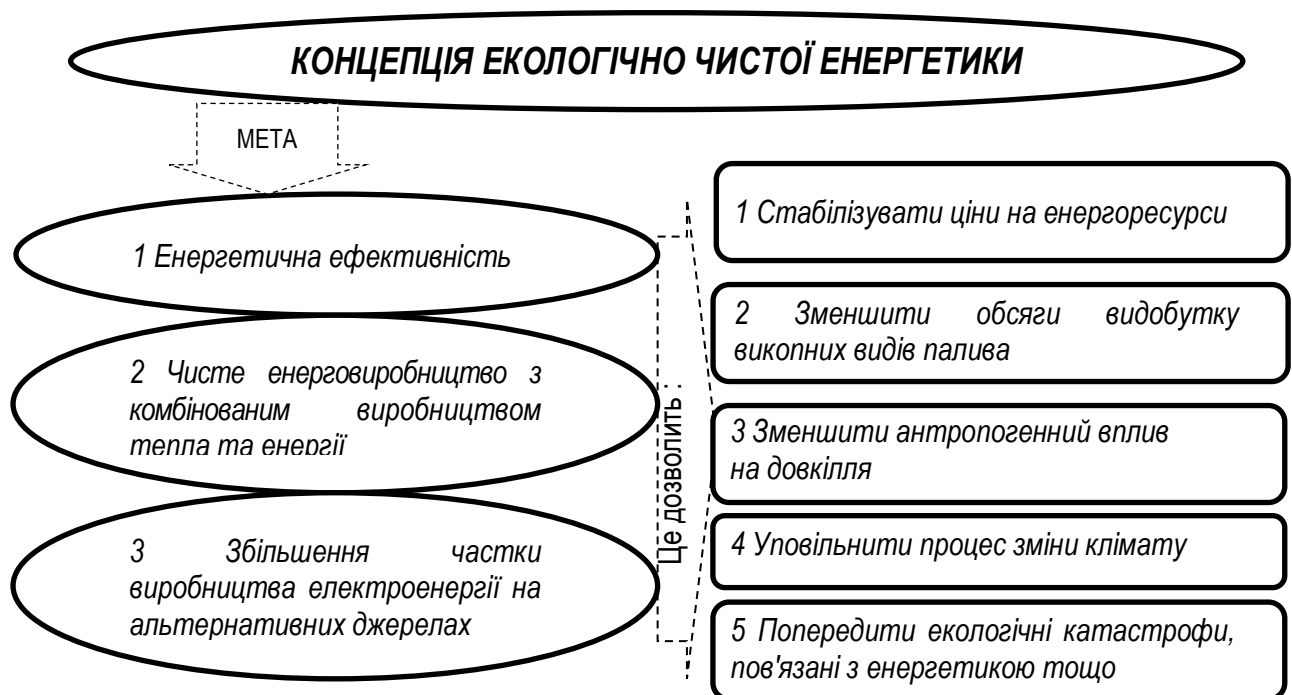 КОНЦЕПЦІЯ ЕКОЛОГІЧНО ЧИСТОЇ ЕНЕРГЕТИКИ
МЕТА
1 Енергетична ефективність
2 Чисте енерговиробництво з
комбінованим виробництвом
тепла та енергії
3 Збільшення частки
виробництва електроенергії на
альтернативних джерелах
Це дозволить :
1 Стабілізувати ціни на енергоресурси
2 Зменшити обсяги видобутку
викопних видів палива
3 Зменшити антропогенний вплив
на довкілля
4 Уповільнити процес зміни клімату
5 Попередити екологічні катастрофи,
пов'язані з енергетикою тощо